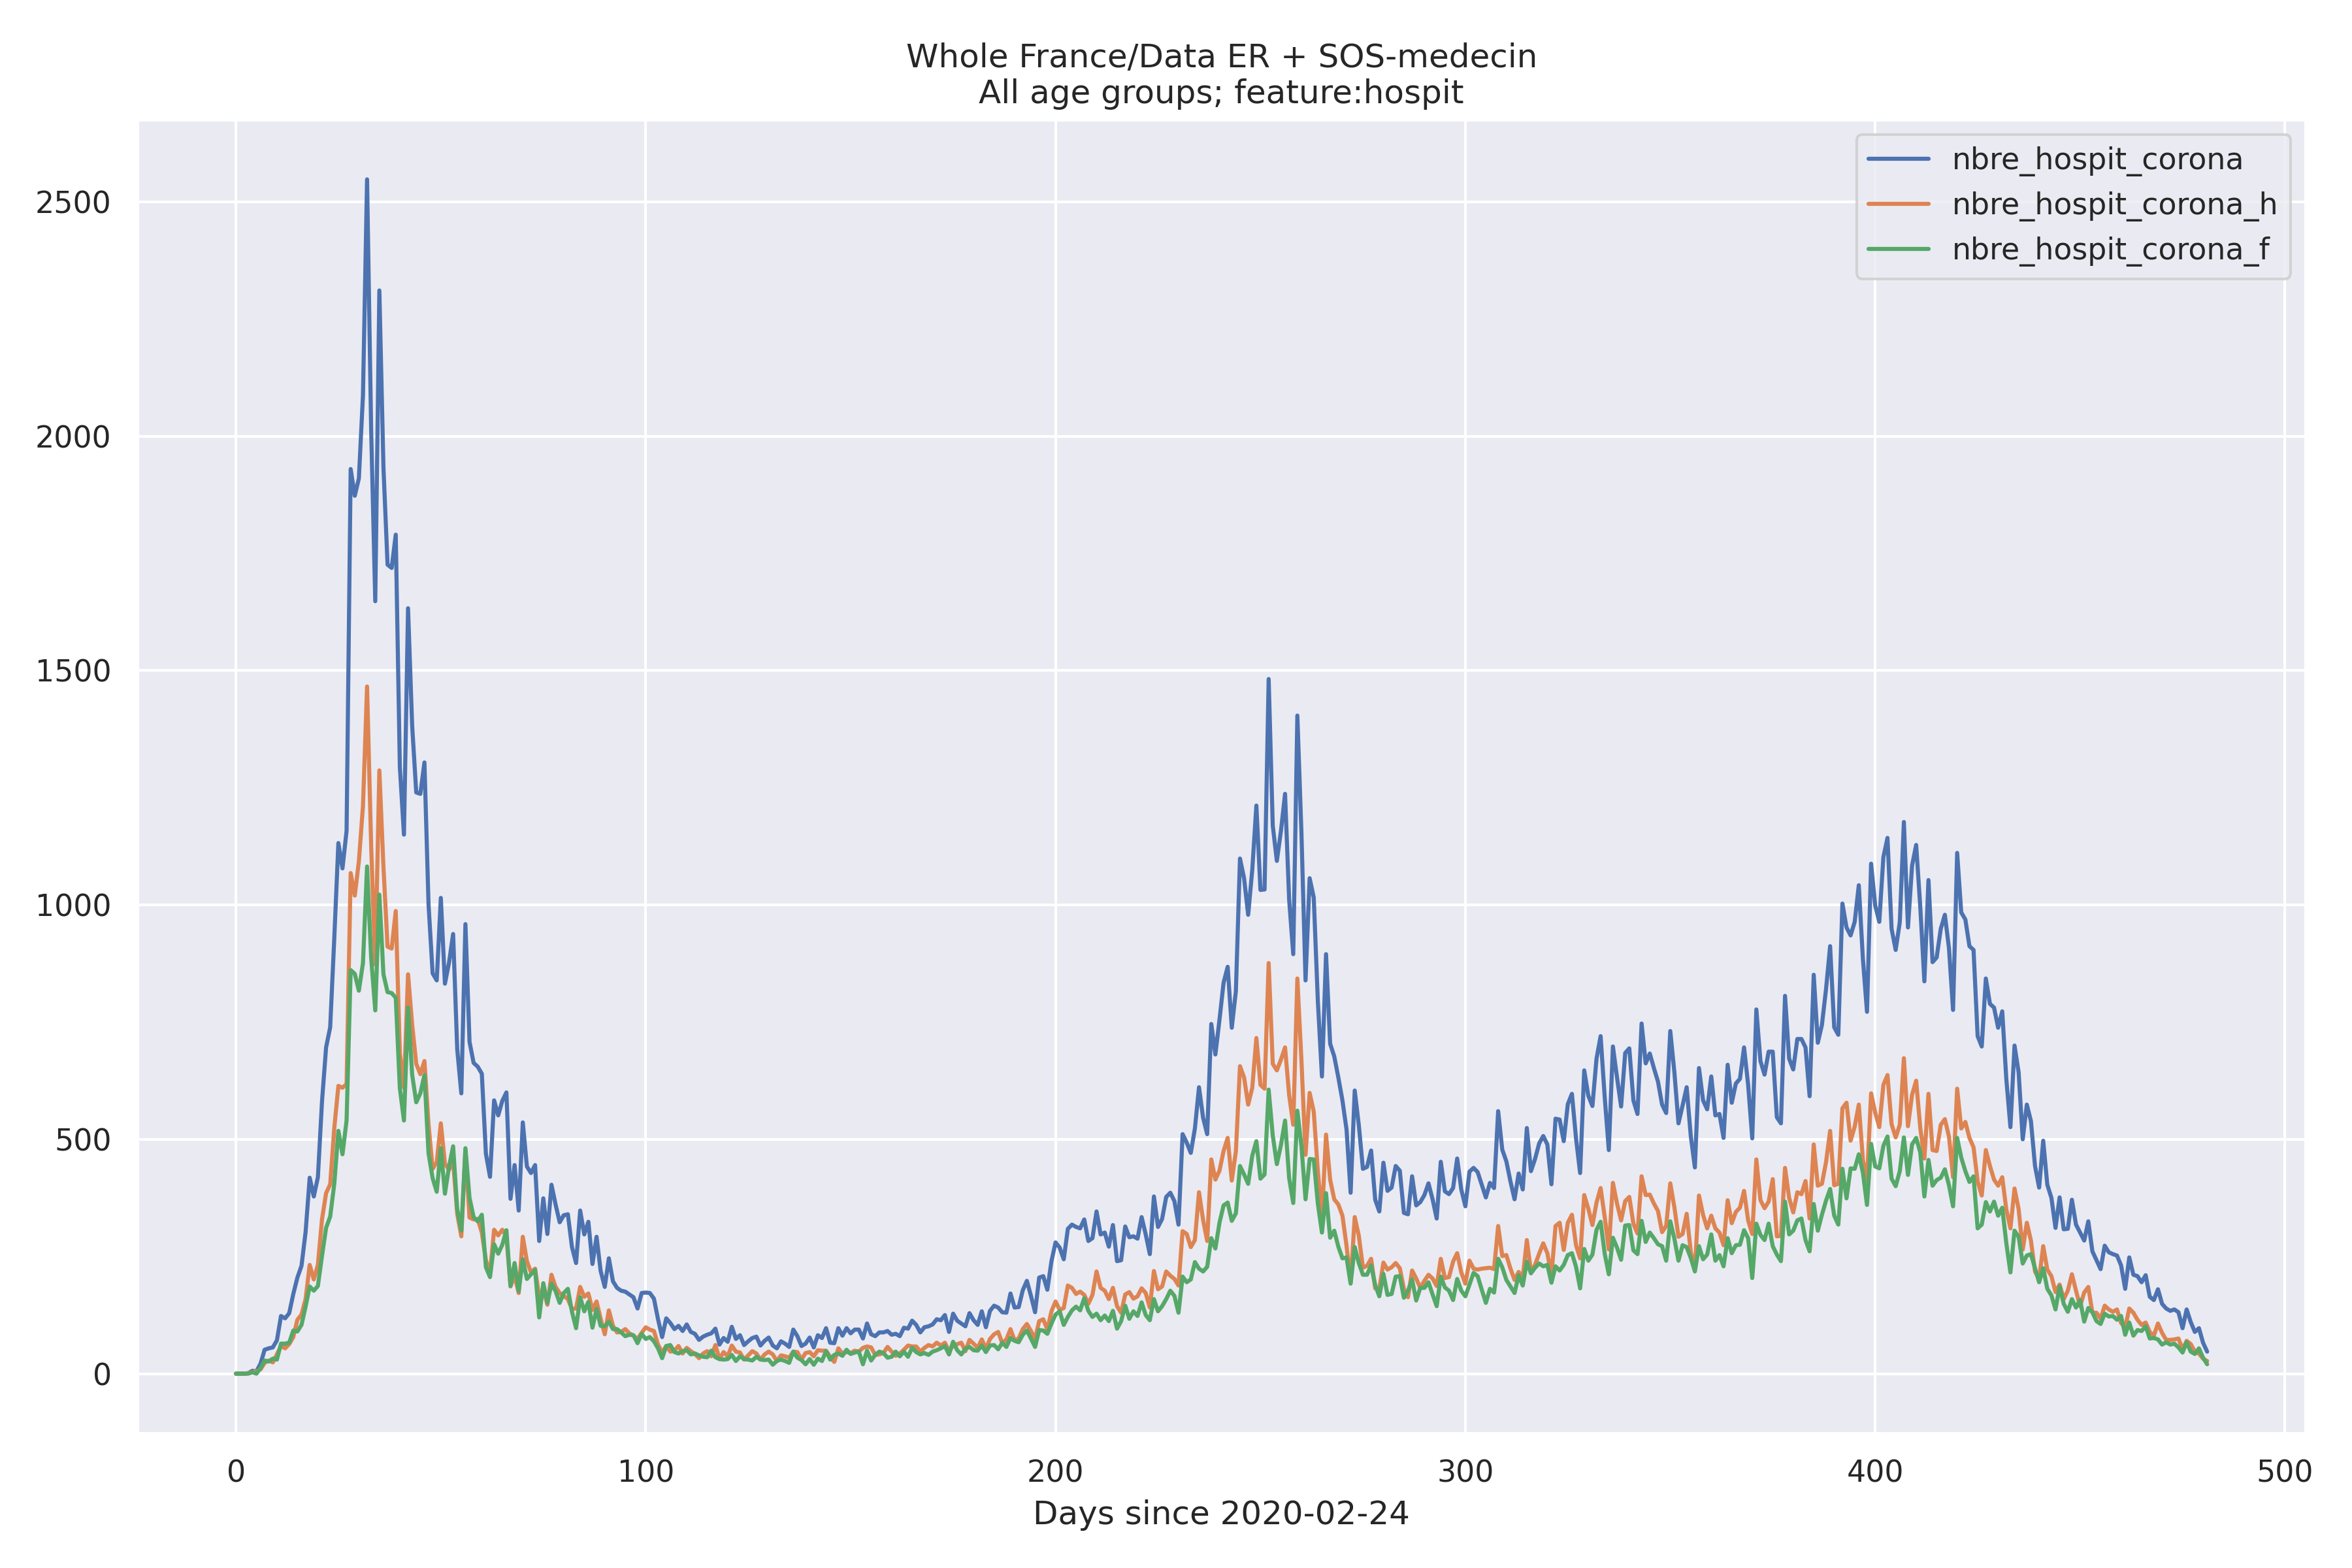 Whole France/Data ER + SOS-medecin
All age groups; feature:hospit
nbre_hospit_corona
nbre_hospit_corona_h
nbre_hospit_corona_f
2500
2000
1500
1000
500
0
0 100 200 300 400 500
Days since 2020-02-24